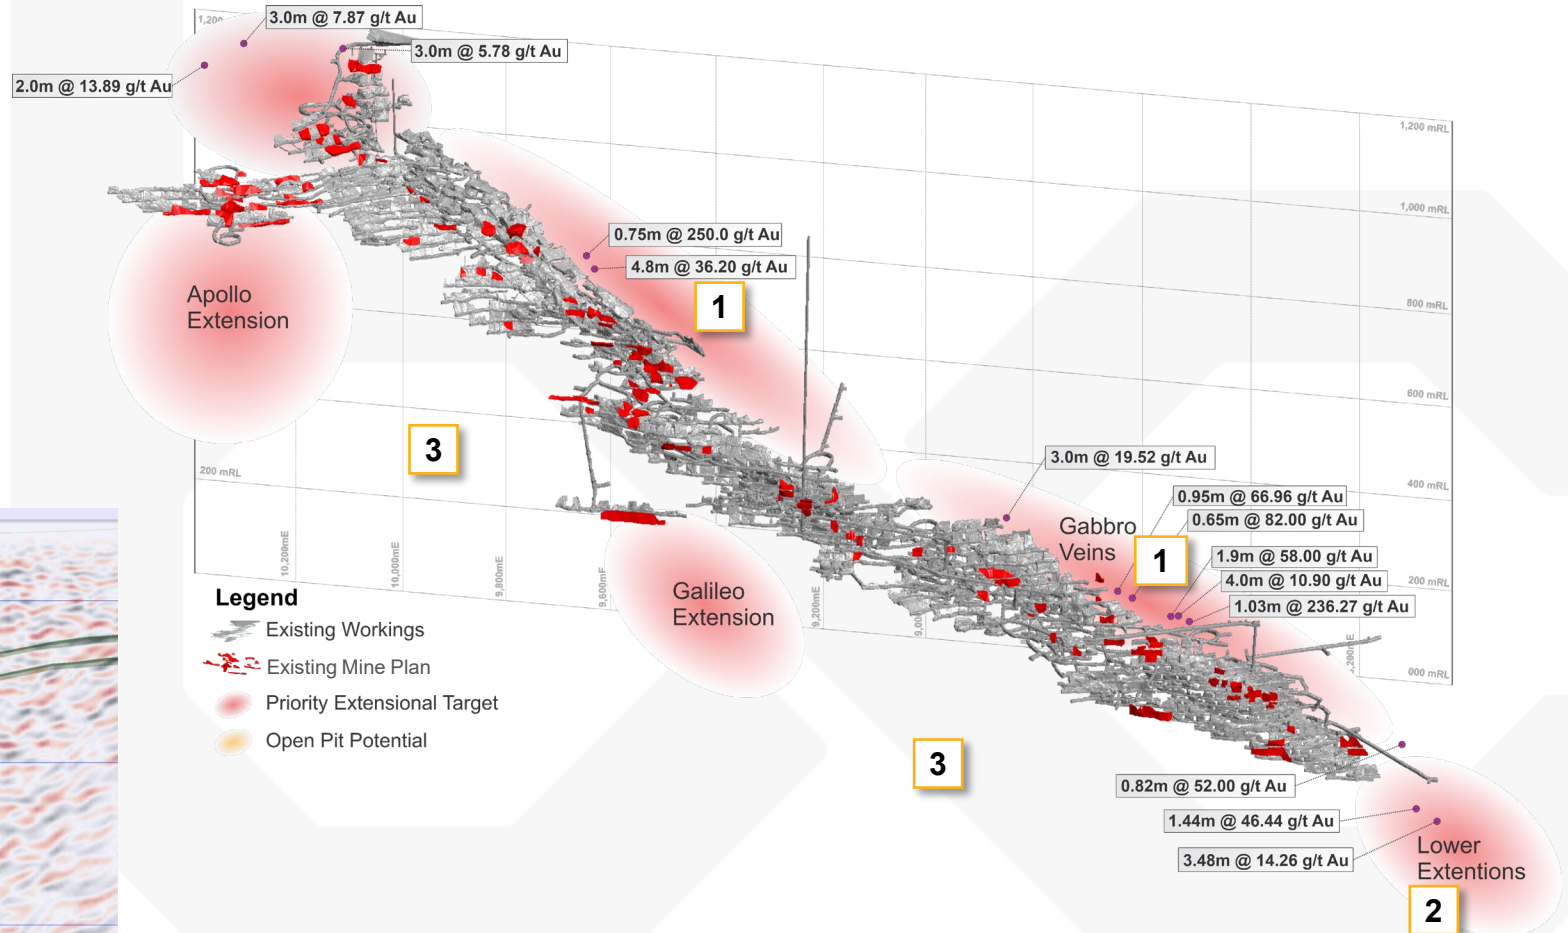 1,200
3.0m @ 7.87 g/t Au
3.0m @ 5.78 g/t Au
2.0m @ 13.89 g/t Au
1,200 mRL
1,000 mRL
0.75m @ 250.0 g/t Au
4.8m @ 36.20 g/t Au
1
Apollo
Extension
800 mRL
600 mRL
3
200 mRL
3.0m @ 19.52 g/t Au
400 mRL
0.95m @ 66.96 g/t Au
0.65m @ 82.00 g/t Au
Gabbro
Veins
1
1.9m @ 58.00 g/t Au
4.0m @ 10.90 g/t Au
200 mRL
1.03m @ 236.27 g/t Au
10,200mE
10,000mE
9,800mE
9,600mE
9,200mE
Galileo
Extension
000 mRL
Legend
Existing Workings
Existing Mine Plan
Priority Extensional Target
Open Pit Potential
3
0.82m @ 52.00 g/t Au
1.44m @ 46.44 g/t Au
3.48m @ 14.26 g/t Au
Lower
Extentions
2